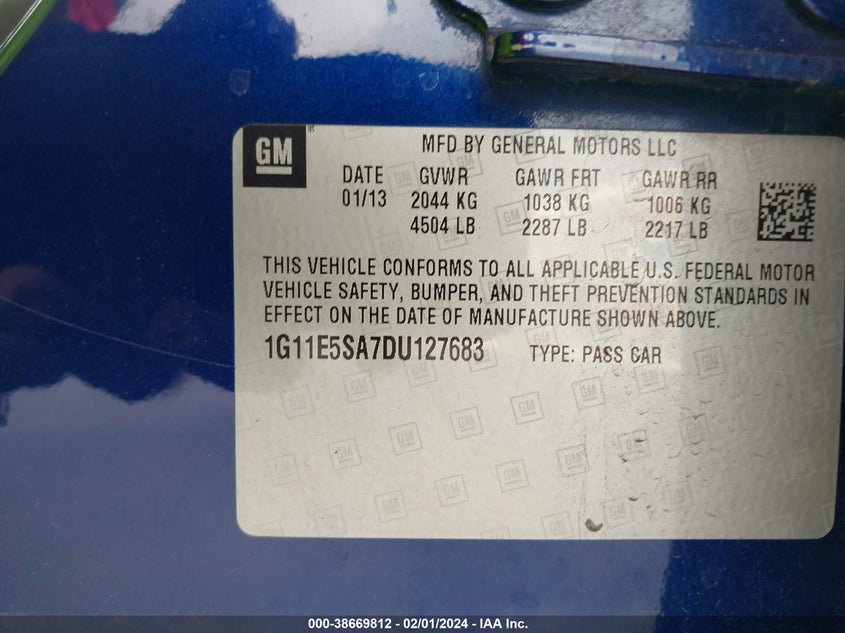 GM ® MFD BY GENERAL MOTORS LLC
DATE GVWR GAWR FRT GAWR RR
01/13 2044 KG 1038 KG 1006 KG
4504 LB 2287 LB 2217 LB
THIS VEHICLE CONFORMS TO ALL APPLICABLE U.S. FEDERAL MOTOR
VEHICLE SAFETY, BUMPER, AND THEFT PREVENTION STANDARDS IN
EFFECT ON THE DATE OF MANUFACTURE SHOWN ABOVE.
1G11E5SA7DU127683 TYPE: PASS CAR
000-38669812 - 02/01/2024 - IAA Inc.